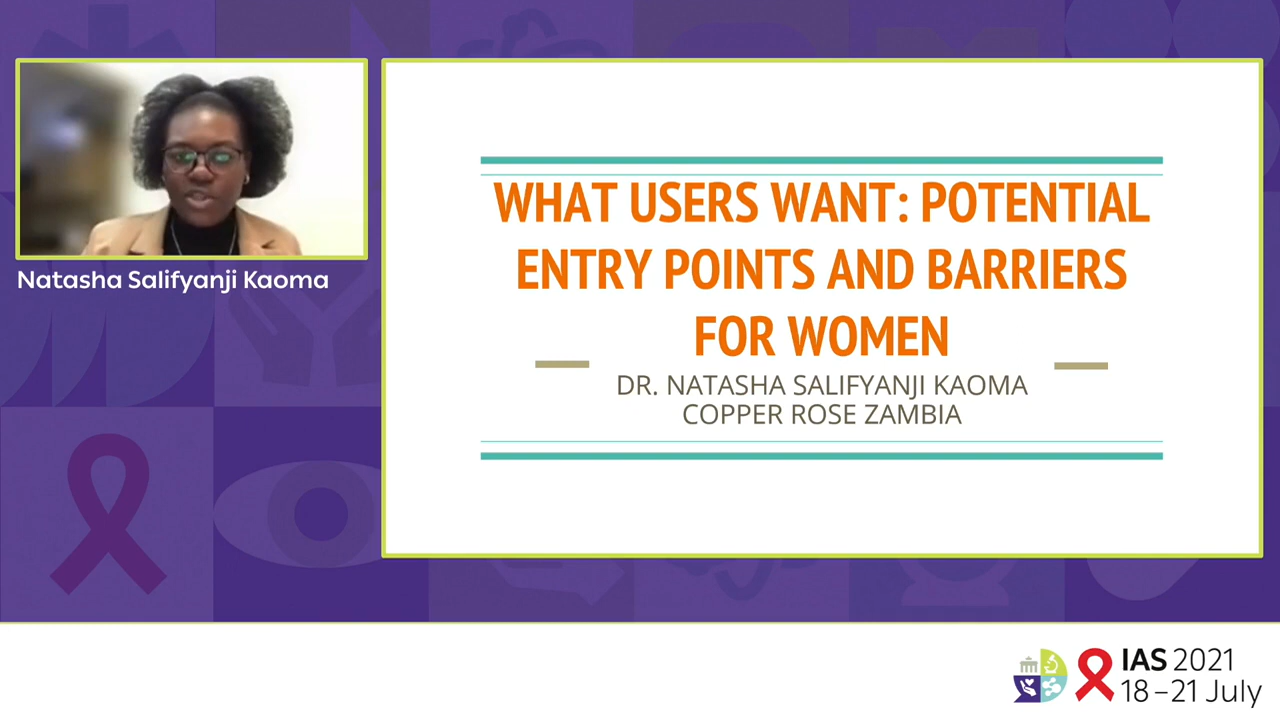 Natasha Salifyanji Kaoma
WHAT USERS WANT: POTENTIAL
ENTRY POINTS AND BARRIERS
FOR WOMEN
DR. NATASHA SALIFYANJI KAOMA
COPPER ROSE ZAMBIA
IAS 2021
18–21 July